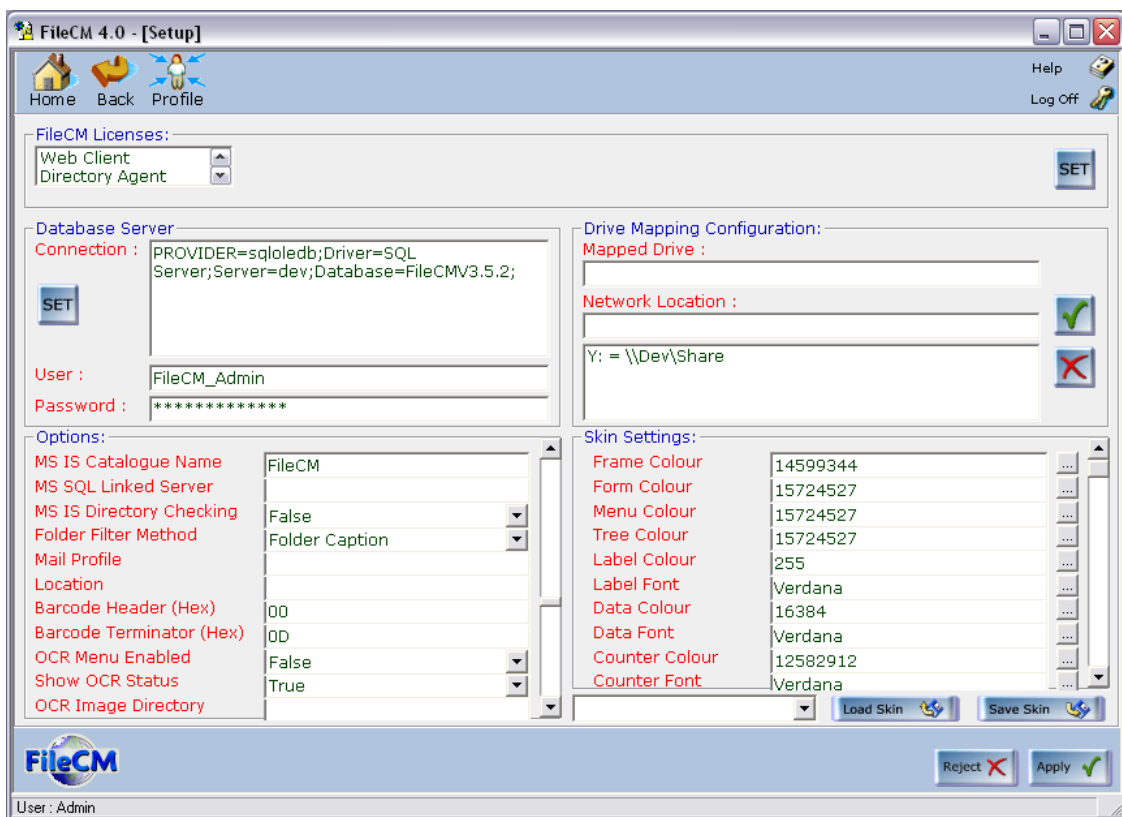 FileCM 4.0 - [Setup]
Home Back Profile
Help
Log Off
FileCM Licenses:
Web Client
Directory Agent
SET
Database Server
Connection :
PROVIDER=sqloledb;Driver=SQL
Server;Server=dev;Database=FileCMV3.5.2;
SET
User :
FileCM_Admin
Password :
*************
Drive Mapping Configuration:
Mapped Drive :
Network Location :
Y: = \\Dev\Share
Options:
MS IS Catalogue Name FileCM
MS SQL Linked Server
MS IS Directory Checking False
Folder Filter Method Folder Caption
Mail Profile
Location
Barcode Header (Hex) 00
Barcode Terminator (Hex) 0D
OCR Menu Enabled False
Show OCR Status True
OCR Image Directory
Skin Settings:
Frame Colour 14599344 ...
Form Colour 15724527 ...
Menu Colour 15724527 ...
Tree Colour 15724527 ...
Label Colour 255 ...
Label Font Verdana ...
Data Colour 16384 ...
Data Font Verdana ...
Counter Colour 12582912 ...
Counter Font Verdana ...
Load Skin Save Skin
FileCM
Reject Apply
User : Admin